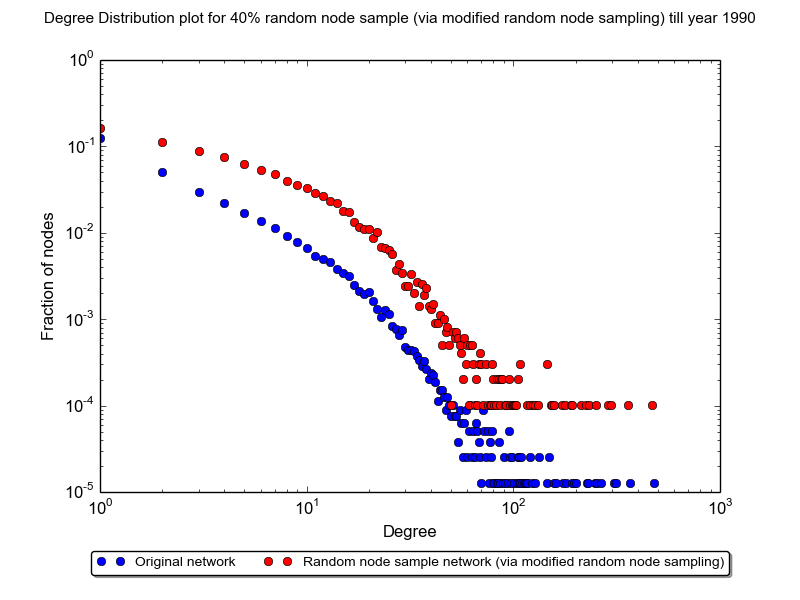 Degree Distribution plot for 40% random node sample (via modified random node sampling) till year 1990
Fraction of nodes
10^0
10^-1
10^-2
10^-3
10^-4
10^-5
10^0 10^1 10^2 10^3
Degree
Original network Random node sample network (via modified random node sampling)